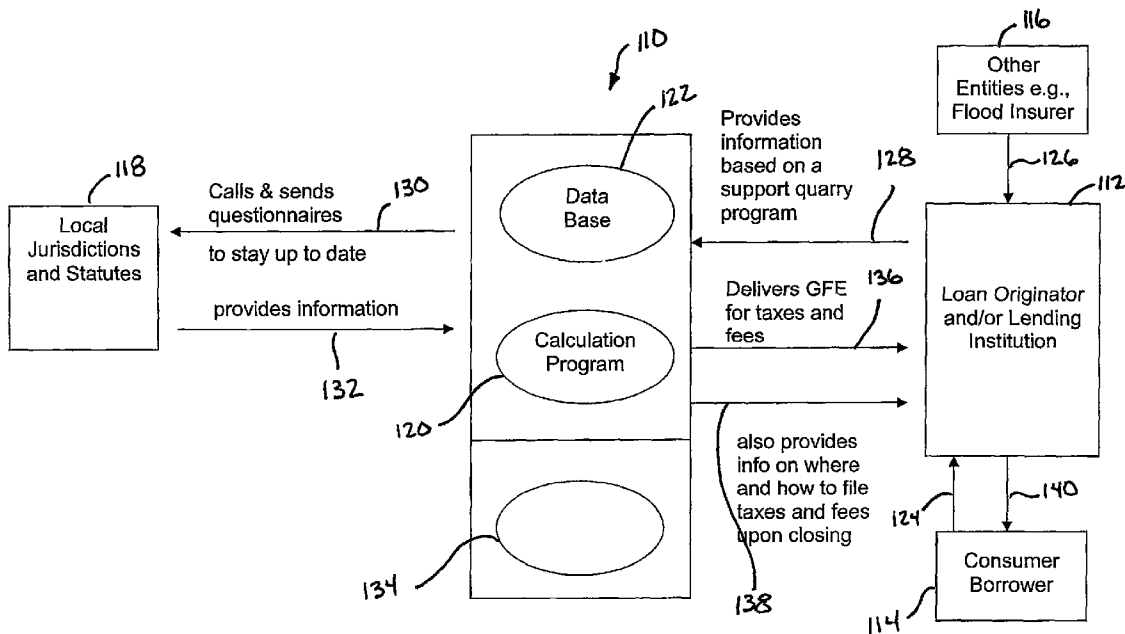 110
116
Other
Entities e.g.,
Flood Insurer
126
112
Loan Originator
and/or Lending
Institution
122
Data
Base
Provides
information
based on a
support quarry
program
128
118
Local
Jurisdictions
and Statutes
Calls & sends
questionnaires
to stay up to date
130
provides information
132
Calculation
Program
120
Delivers GFE
for taxes and
fees
136
also provides
info on where
and how to file
taxes and fees
upon closing
138
134
124
140
Consumer
Borrower
114